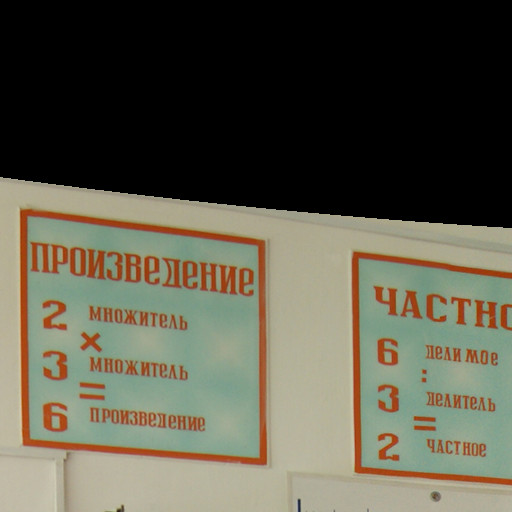 ПРОИЗВЕДЕНИЕ
2 МНОЖИТЕЛЬ
×
3 МНОЖИТЕЛЬ
=
6 ПРОИЗВЕДЕНИЕ
ЧАСТНО
6 ДЕЛИМОЕ
:
3 ДЕЛИТЕЛЬ
=
2 ЧАСТНОЕ